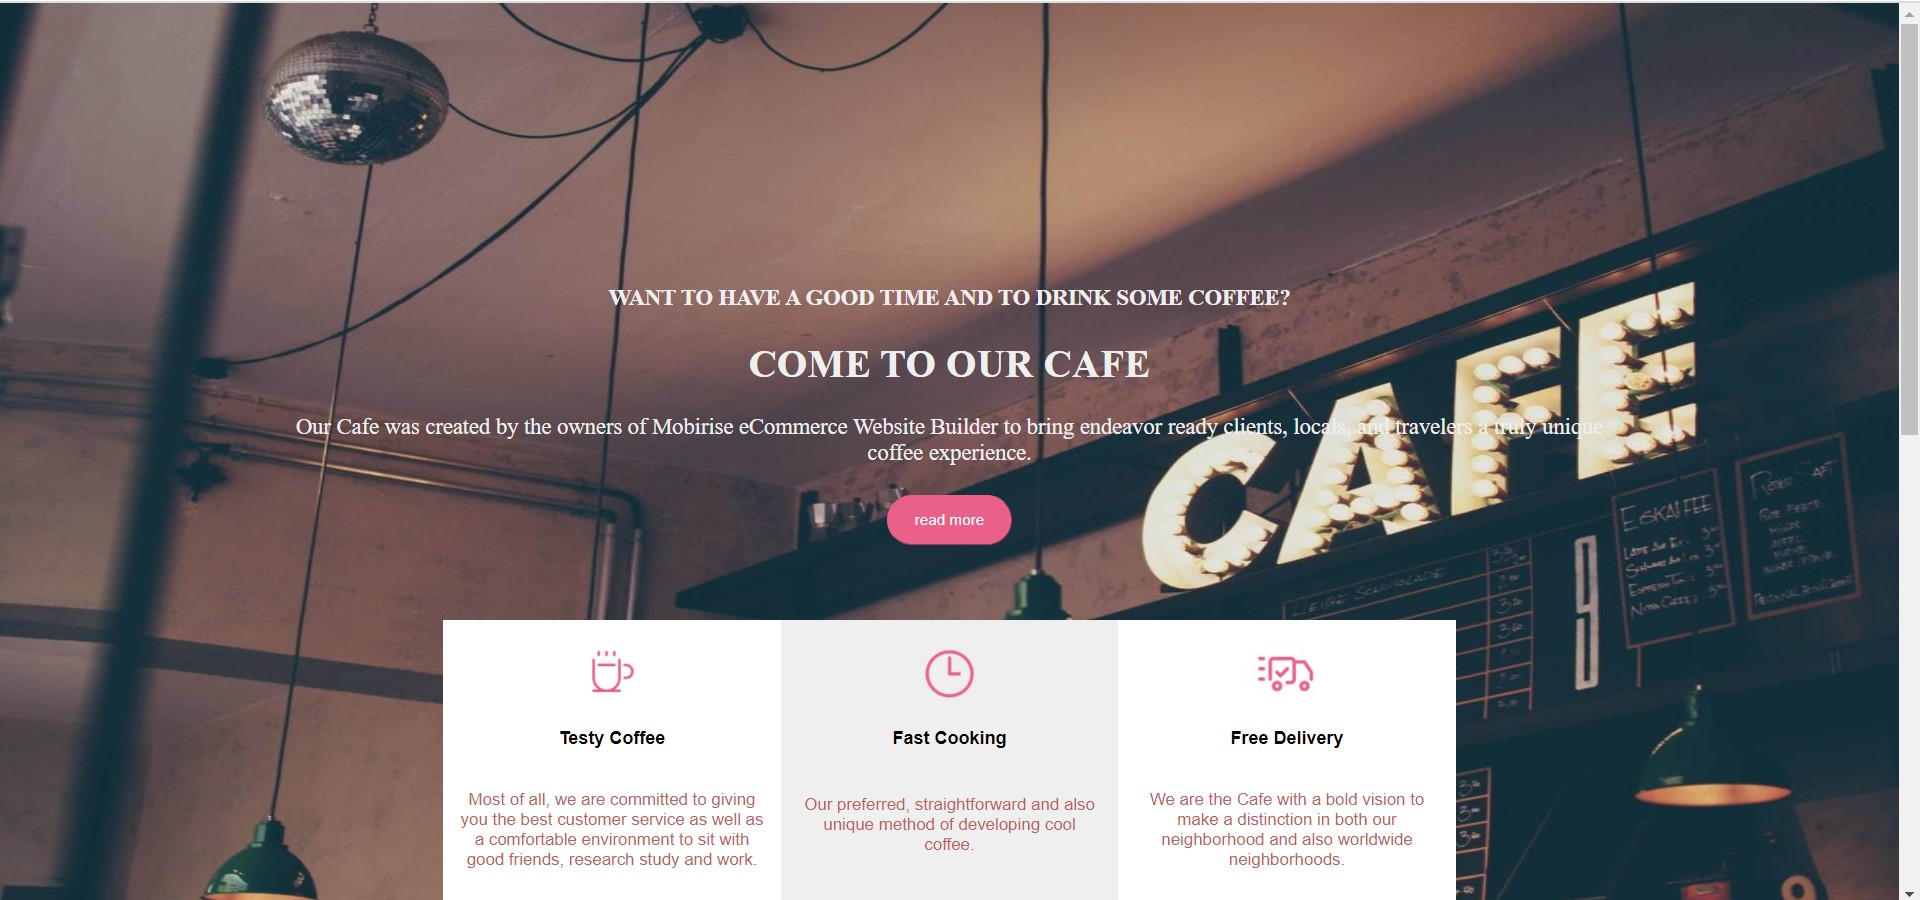 WANT TO HAVE A GOOD TIME AND TO DRINK SOME COFFEE?
COME TO OUR CAFE
Our Cafe was created by the owners of Mobirise eCommerce Website Builder to bring endeavor ready clients, locals, and travelers a truly unique
coffee experience.
read more
CAFE
EISKAFFEE
9
Testy Coffee
Most of all, we are committed to giving
you the best customer service as well as
a comfortable environment to sit with
good friends, research study and work.
Fast Cooking
Our preferred, straightforward and also
unique method of developing cool
coffee.
Free Delivery
We are the Cafe with a bold vision to
make a distinction in both our
neighborhood and also worldwide
neighborhoods.